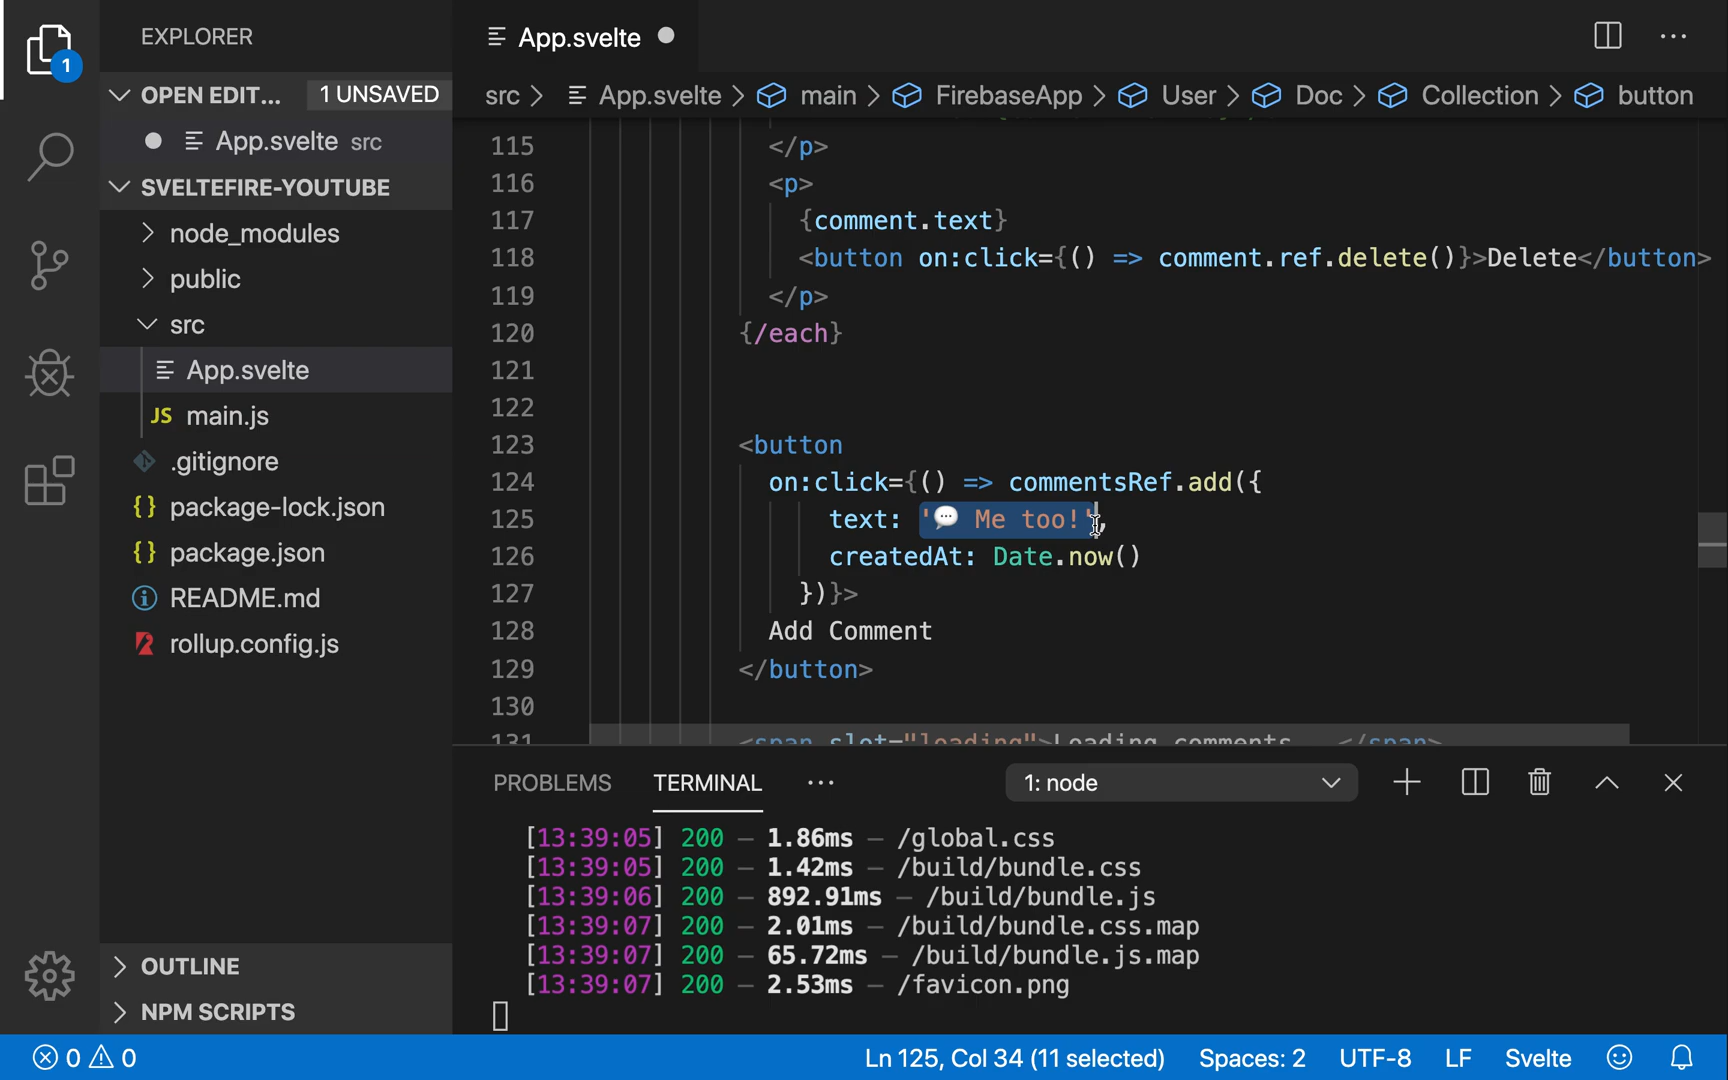 EXPLORER
1
OPEN EDIT... 1 UNSAVED
App.svelte src
SVELTEFIRE-YOUTUBE
node_modules
public
src
App.svelte
JS main.js
.gitignore
{} package-lock.json
{} package.json
README.md
rollup.config.js
OUTLINE
NPM SCRIPTS
App.svelte
src > App.svelte > main > FirebaseApp > User > Doc > Collection > button
115 </p>
116 <p>
117 {comment.text}
118 <button on:click={() => comment.ref.delete()}>Delete</button>
119 </p>
120 {/each}
121
122
123 <button
124 on:click={() => commentsRef.add({
125 text: '💬 Me too!',
126 createdAt: Date.now()
127 })}>
128 Add Comment
129 </button>
130
131 <span slot="loading">Loading comments...</span>
PROBLEMS TERMINAL ... 1: node
[13:39:05] 200 – 1.86ms – /global.css
[13:39:05] 200 – 1.42ms – /build/bundle.css
[13:39:06] 200 – 892.91ms – /build/bundle.js
[13:39:07] 200 – 2.01ms – /build/bundle.css.map
[13:39:07] 200 – 65.72ms – /build/bundle.js.map
[13:39:07] 200 – 2.53ms – /favicon.png
0 0 Ln 125, Col 34 (11 selected) Spaces: 2 UTF-8 LF Svelte